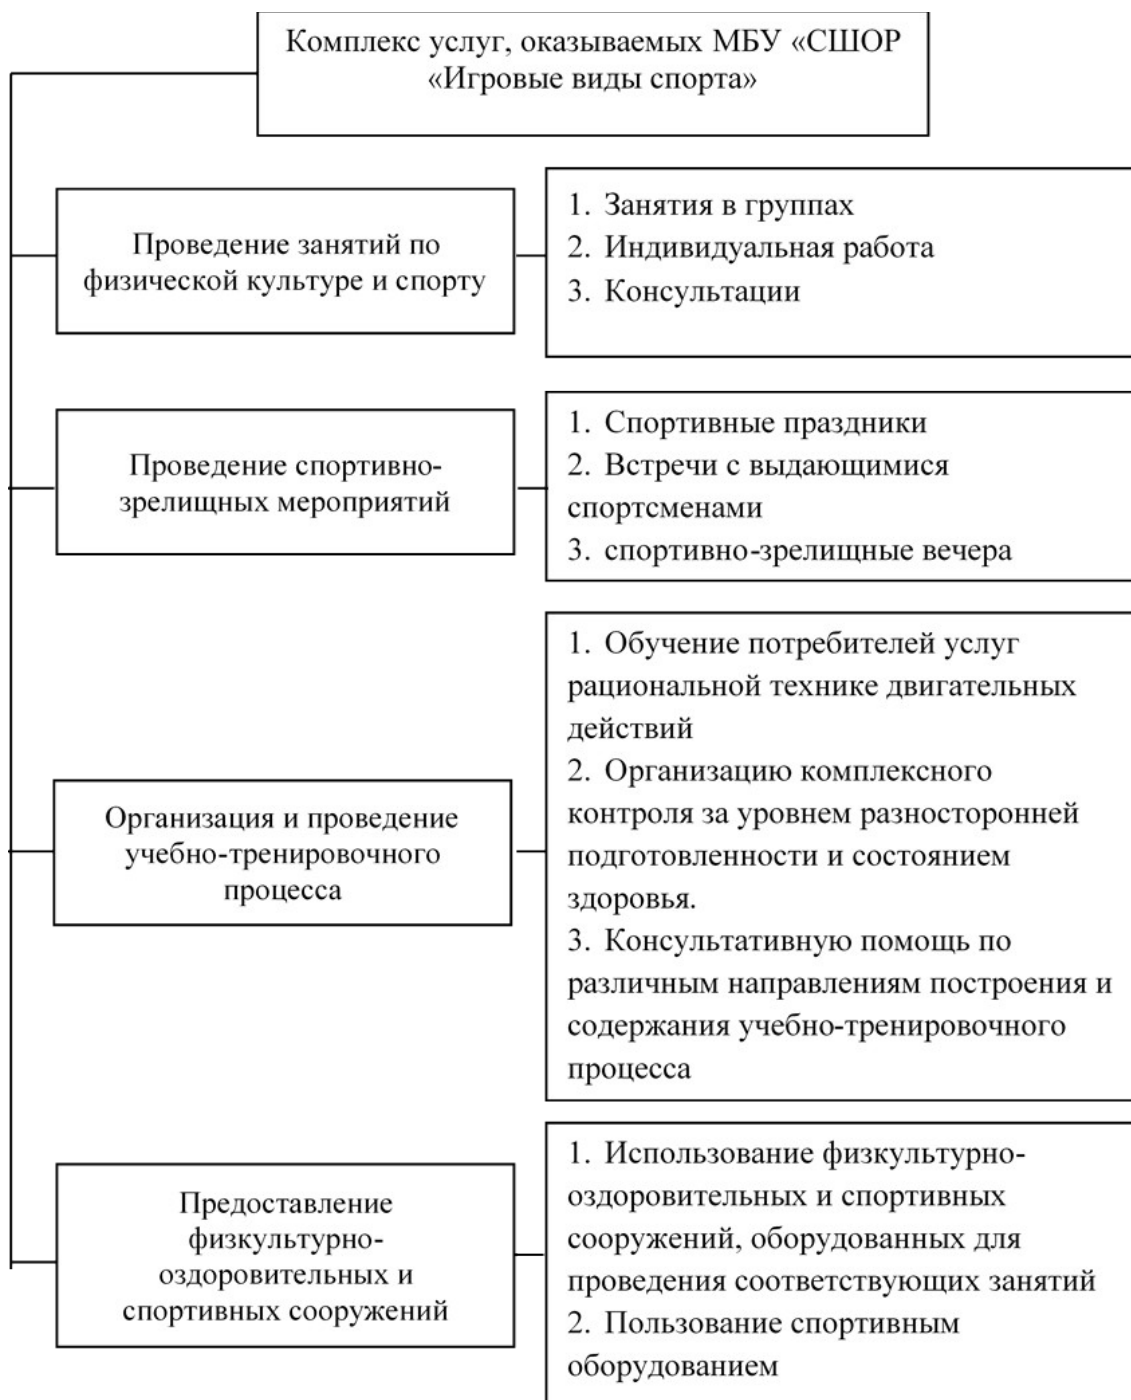 Комплекс услуг, оказываемых МБУ «СШОР
«Игровые виды спорта»
Проведение занятий по
физической культуре и спорту
1. Занятия в группах
2. Индивидуальная работа
3. Консультации
Проведение спортивно-
зрелищных мероприятий
1. Спортивные праздники
2. Встречи с выдающимися
спортсменами
3. спортивно-зрелищные вечера
Организация и проведение
учебно-тренировочного
процесса
1. Обучение потребителей услуг
рациональной технике двигательных
действий
2. Организацию комплексного
контроля за уровнем разносторонней
подготовленности и состоянием
здоровья.
3. Консультативную помощь по
различным направлениям построения и
содержания учебно-тренировочного
процесса
Предоставление
физкультурно-
оздоровительных и
спортивных сооружений
1. Использование физкультурно-
оздоровительных и спортивных
сооружений, оборудованных для
проведения соответствующих занятий
2. Пользование спортивным
оборудованием